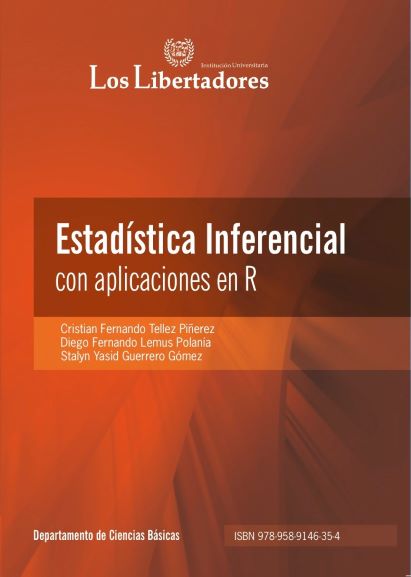 Institución Universitaria
Los Libertadores
Estadística Inferencial
con aplicaciones en R
Cristian Fernando Tellez Piñerez
Diego Fernando Lemus Polania
Stalyn Yasid Guerrero Gómez
Departamento de Ciencias Básicas
ISBN 978-958-9146-35-4